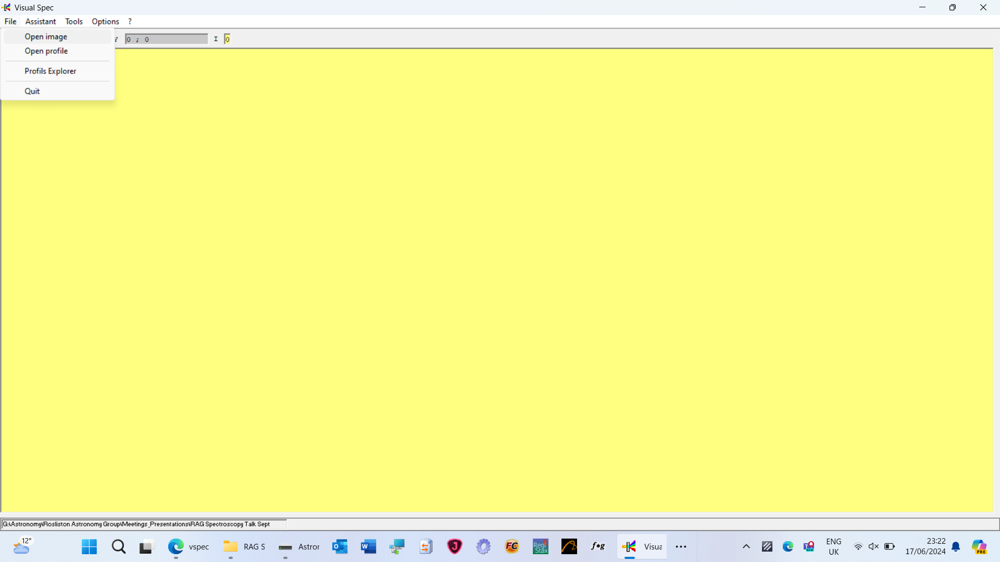 Visual Spec
File Assistant Tools Options ?
Open image
0 ; 0 I 0
Open profile
Profils Explorer
Quit
G:\Astronomy\Rosliston Astronomy Group\Meetings_Presentations\RAG Spectroscopy Talk Sept
12°
vspec
RAG S
Astror
J
FC
Regi Stax
f*g
Visua
NEW
ENG
UK
23:22
17/06/2024
PRE